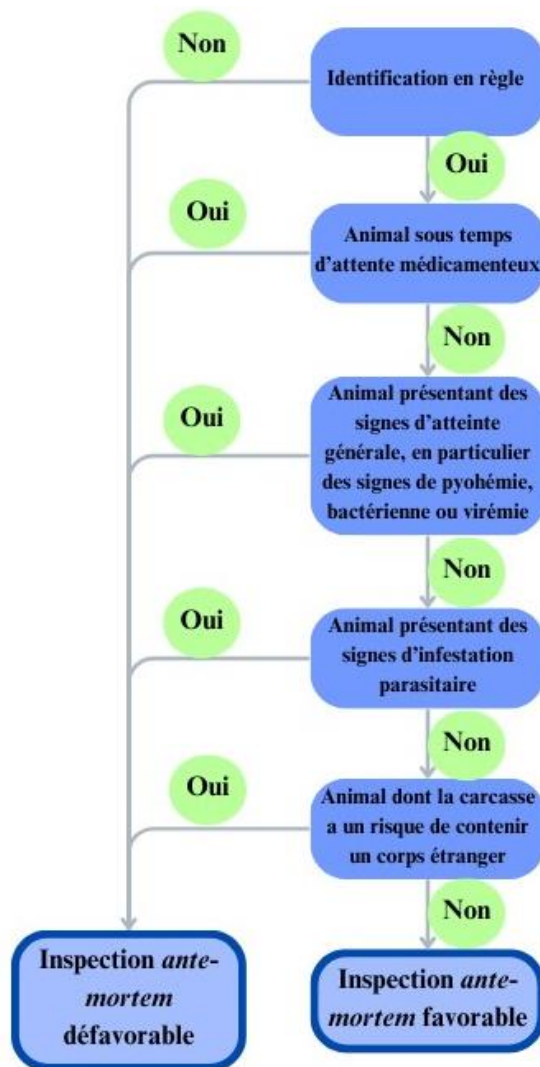 Non
Identification en règle
Oui
Oui
Animal sous temps
d'attente médicamenteux
Non
Oui
Animal présentant des
signes d'atteinte
générale, en particulier
des signes de pyohémie,
bactérienne ou virémie
Non
Oui
Animal présentant des
signes d'infestation
parasitaire
Non
Oui
Animal dont la carcasse
a un risque de contenir
un corps étranger
Non
Inspection ante-
mortem
défavorable
Inspection ante-
mortem favorable